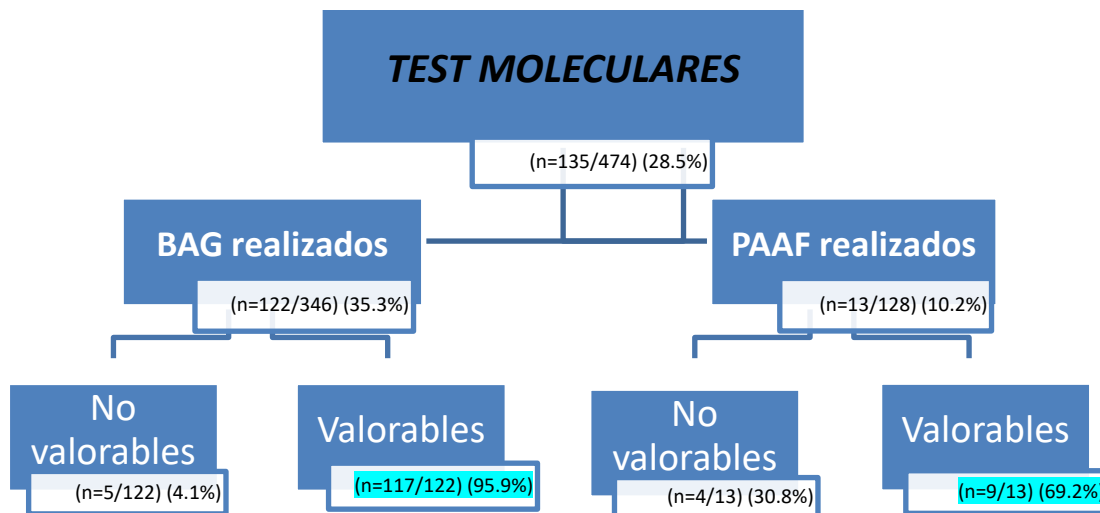 TEST MOLECULARES
(n=135/474) (28.5%)
BAG realizados
(n=122/346) (35.3%)
PAAF realizados
(n=13/128) (10.2%)
No
valorables
(n=5/122) (4.1%)
Valorables
(n=117/122) (95.9%)
No
valorables
(n=4/13) (30.8%)
Valorables
(n=9/13) (69.2%)